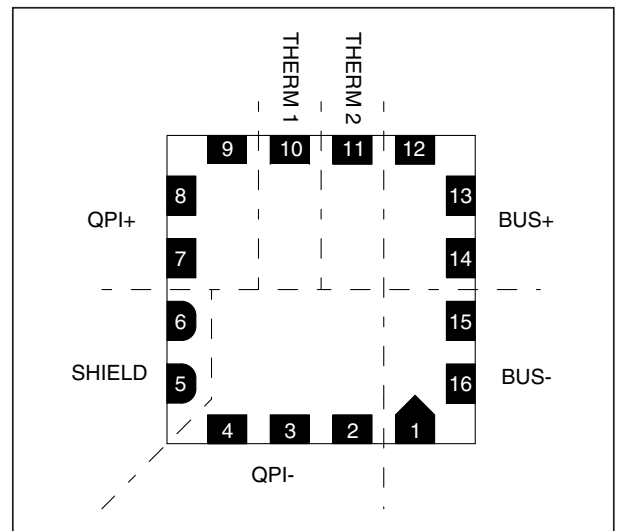 THERM 1
THERM 2
9 10 11 12
8 13
QPI+ BUS+
7 14
6 15
SHIELD 5 16 BUS-
4 3 2 1
QPI-